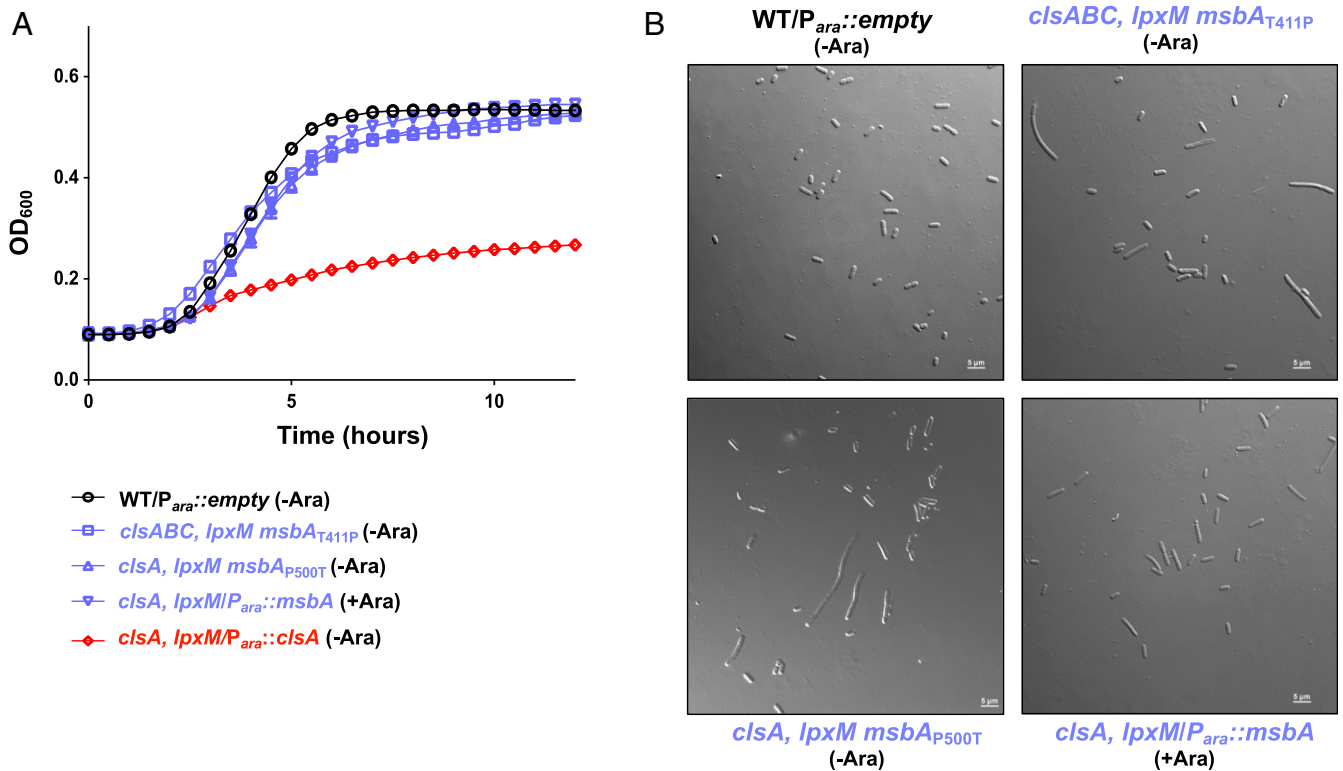 A
OD600
0.6
0.4
0.2
0.0
0
5
10
Time (hours)
WT/Para::empty (-Ara)
clsABC, lpxM msbAT411P (-Ara)
clsA, lpxM msbAP500T (-Ara)
clsA, lpxM/Para::msbA (+Ara)
clsA, lpxM/Para::clsA (-Ara)
B
WT/Para::empty
(-Ara)
clsABC, lpxM msbAT411P
(-Ara)
5 µm
5 µm
5 µm
5 µm
clsA, lpxM msbAP500T
(-Ara)
clsA, lpxM/Para::msbA
(+Ara)